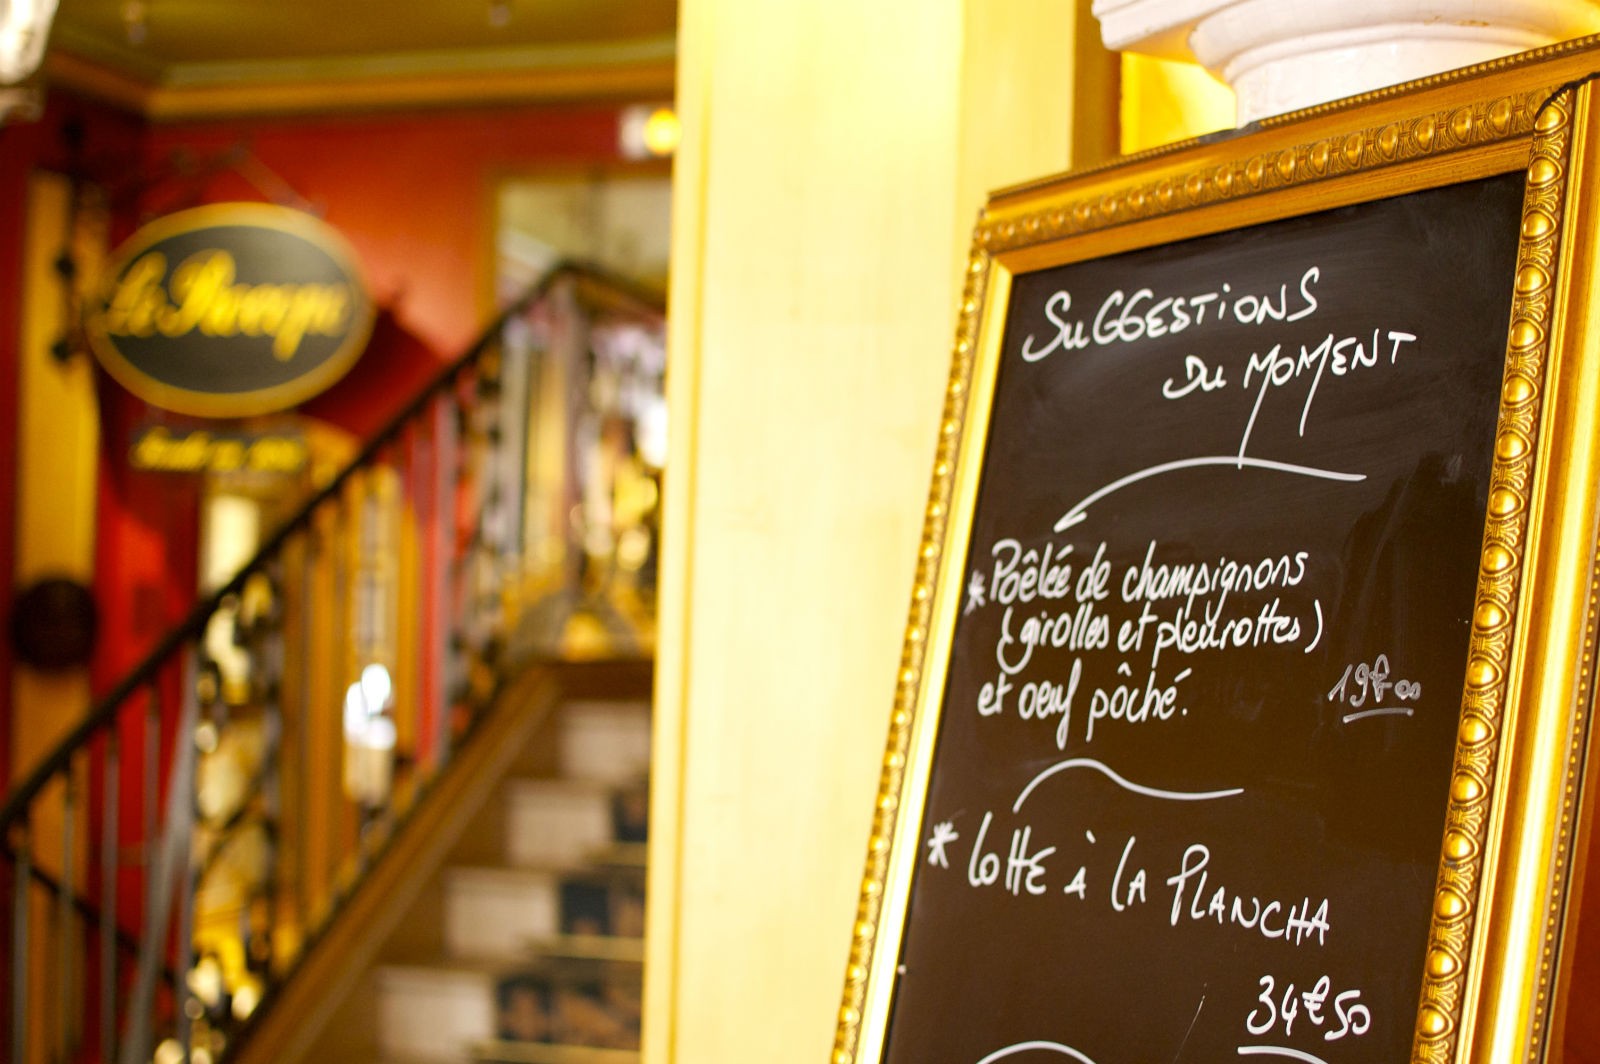 SUGGESTIONS
DU MOMENT
* Poêlée de champignons
(girolles et pleurottes)
et oeuf pôché.
19€00
* LOTTE À LA PLANCHA
34€50
Le Procope